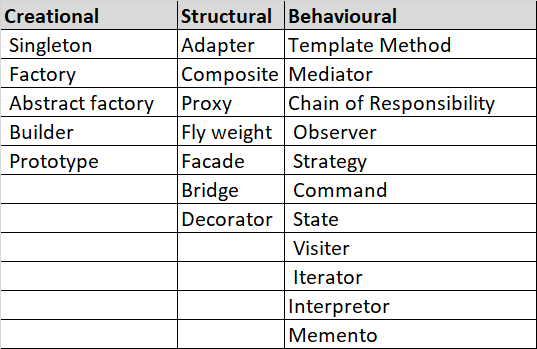 Creational Structural Behavioural
Singleton Adapter Template Method
Factory Composite Mediator
Abstract factory Proxy Chain of Responsibility
Builder Fly weight Observer
Prototype Facade Strategy
Bridge Command
Decorator State
Visiter
Iterator
Interpretor
Memento